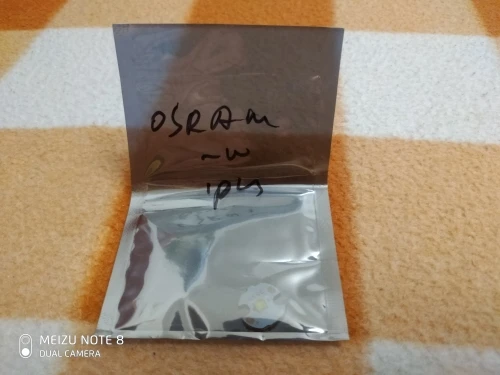 OSRAM
~W
1pcs
MEIZU NOTE 8
DUAL CAMERA